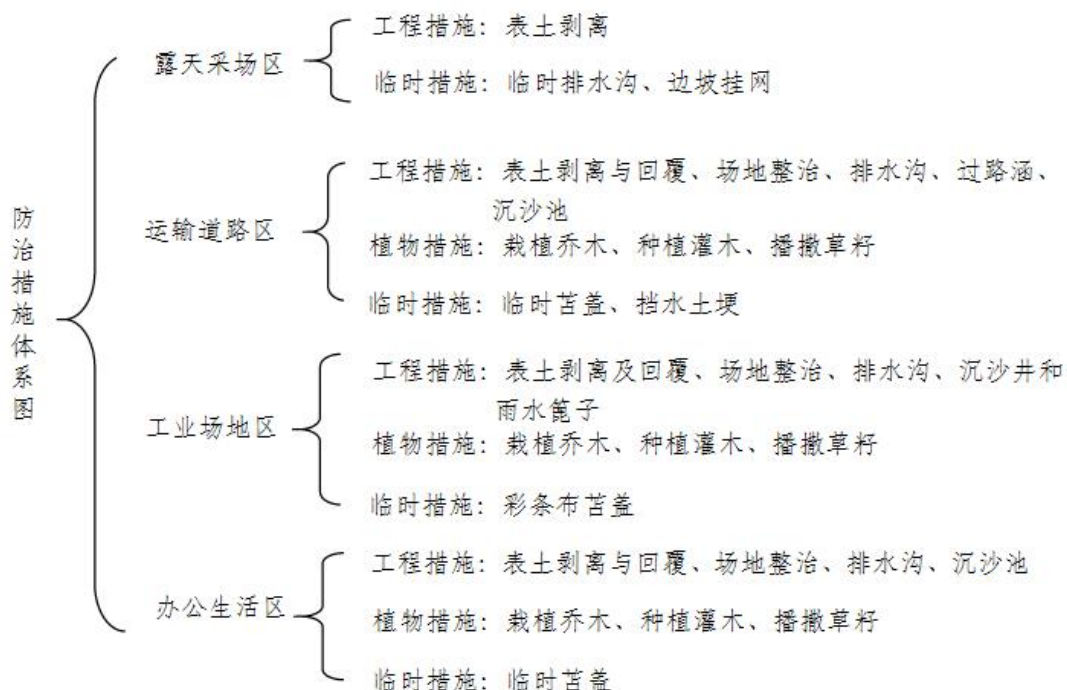 防治措施体系图
露天采场区
工程措施：表土剥离
临时措施：临时排水沟、边坡挂网
运输道路区
工程措施：表土剥离与回覆、场地整治、排水沟、过路涵、
沉沙池
植物措施：栽植乔木、种植灌木、播撒草籽
临时措施：临时苫盖、挡水土埂
工业场地区
工程措施：表土剥离及回覆、场地整治、排水沟、沉沙井和
雨水篦子
植物措施：栽植乔木、种植灌木、播撒草籽
临时措施：彩条布苫盖
办公生活区
工程措施：表土剥离与回覆、场地整治、排水沟、沉沙池
植物措施：栽植乔木、种植灌木、播撒草籽
临时措施：临时苫盖